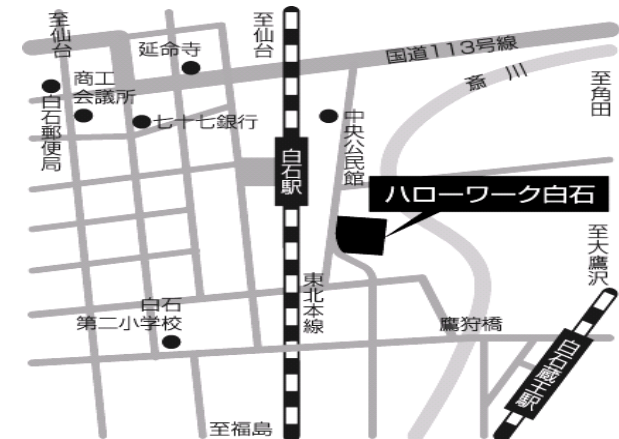 至仙台
至仙台
延命寺
国道113号線
斎川
至角田
商工
会議所
白石郵便局
七十七銀行
中央公民館
白石駅
ハローワーク白石
至大鷹沢
東北本線
白石
第二小学校
鷹狩橋
白石蔵王駅
至福島